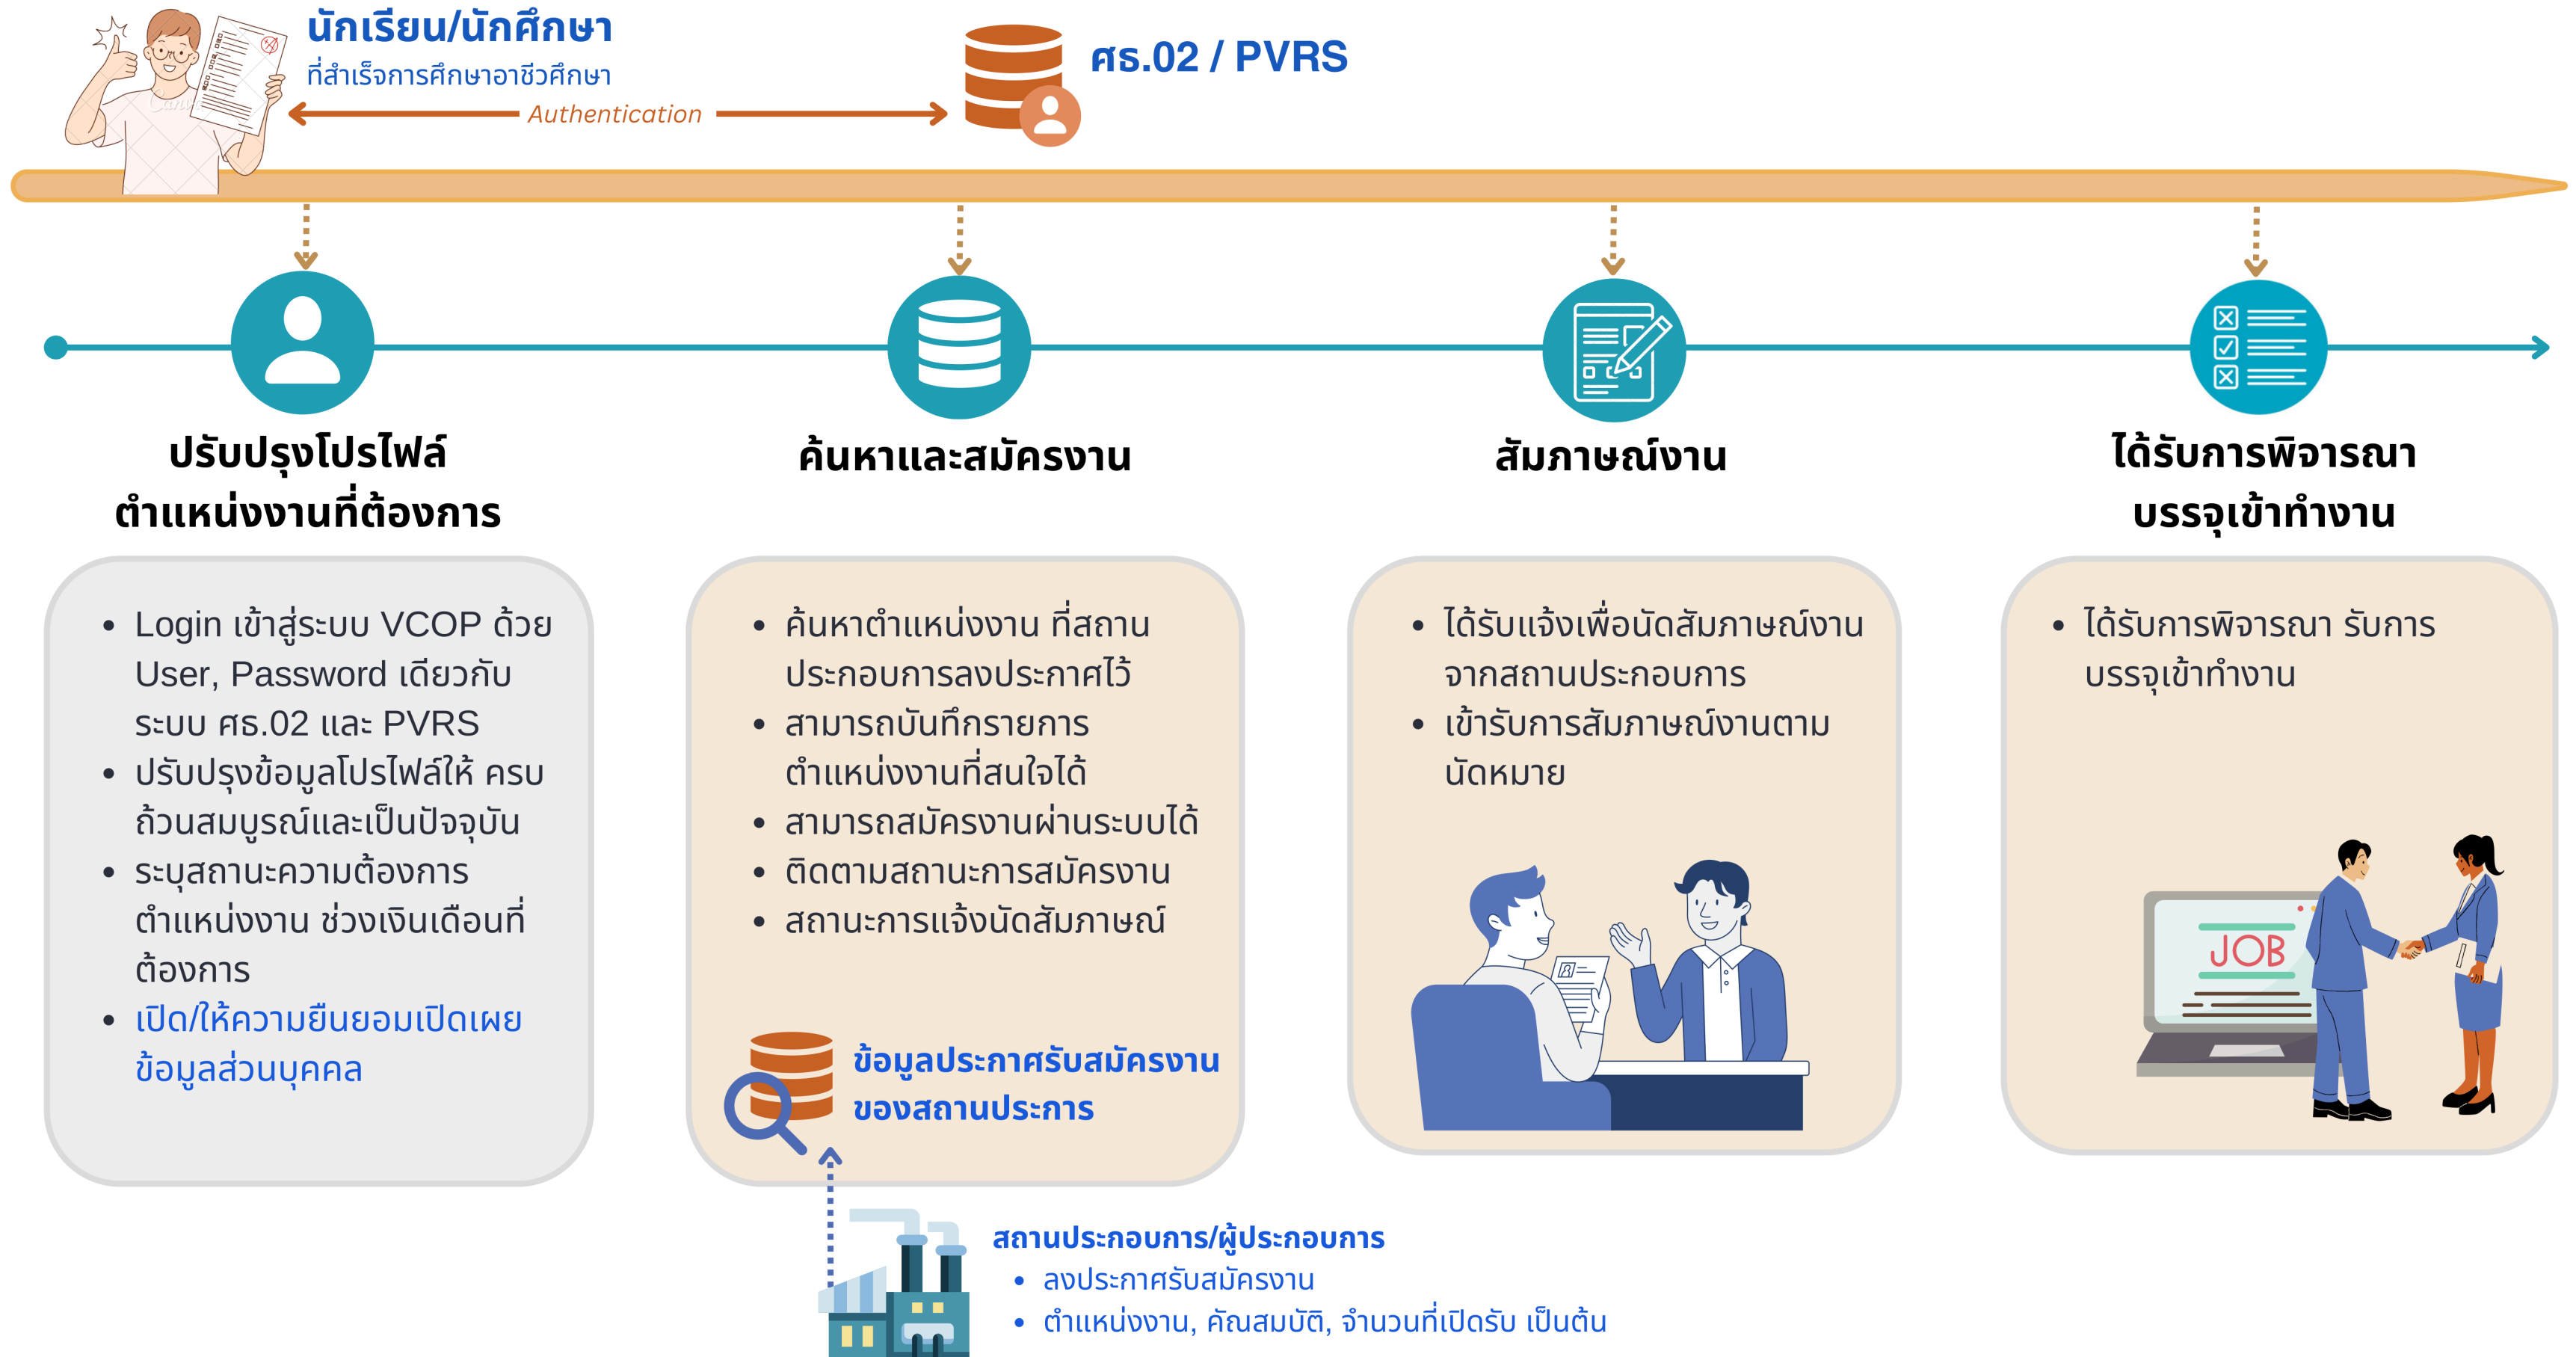 นักเรียน/นักศึกษา
ที่สำเร็จการศึกษาอาชีวศึกษา
Authentication
ศธ.02 / PVRS
ปรับปรุงโปรไฟล์
ตำแหน่งงานที่ต้องการ
Login เข้าสู่ระบบ VCOP ด้วย
User, Password เดียวกับ
ระบบ ศธ.02 และ PVRS
ปรับปรุงข้อมูลโปรไฟล์ให้ ครบ
ถ้วนสมบูรณ์และเป็นปัจจุบัน
ระบุสถานะความต้องการ
ตำแหน่งงาน ช่วงเงินเดือนที่
ต้องการ
เปิด/ให้ความยืนยอมเปิดเผย
ข้อมูลส่วนบุคคล
ค้นหาและสมัครงาน
ค้นหาตำแหน่งงาน ที่สถาน
ประกอบการลงประกาศไว้
สามารถบันทึกรายการ
ตำแหน่งงานที่สนใจได้
สามารถสมัครงานผ่านระบบได้
ติดตามสถานะการสมัครงาน
สถานะการแจ้งนัดสัมภาษณ์
ข้อมูลประกาศรับสมัครงาน
ของสถานประการ
สถานประกอบการ/ผู้ประกอบการ
ลงประกาศรับสมัครงาน
ตำแหน่งงาน, คัณสมบัติ, จำนวนที่เปิดรับ เป็นต้น
สัมภาษณ์งาน
ได้รับแจ้งเพื่อนัดสัมภาษณ์งาน
จากสถานประกอบการ
เข้ารับการสัมภาษณ์งานตาม
นัดหมาย
ได้รับการพิจารณา
บรรจุเข้าทำงาน
ได้รับการพิจารณา รับการ
บรรจุเข้าทำงาน
JOB